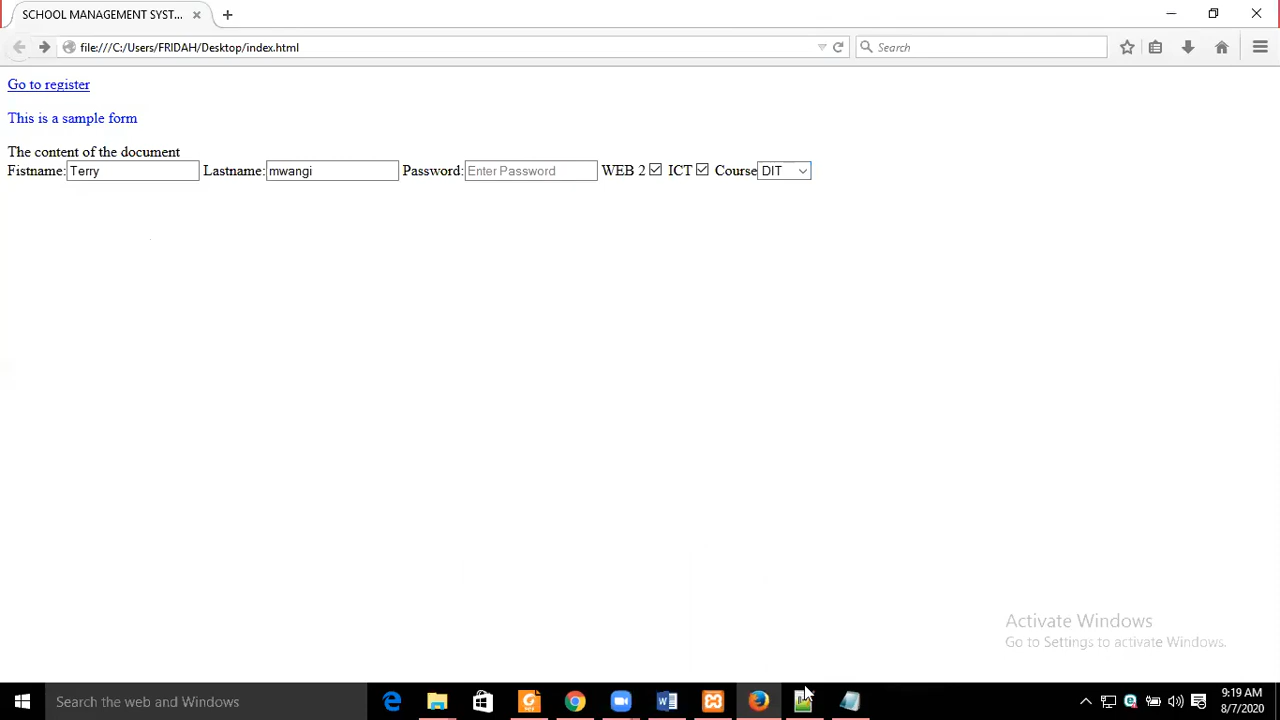 SCHOOL MANAGEMENT SYST...
file:///C:/Users/FRIDAH/Desktop/index.html
Search
Go to register
This is a sample form
The content of the document
Fistname: Terry Lastname: mwangi Password: Enter Password WEB 2 ICT Course DIT
Activate Windows
Go to Settings to activate Windows.
Search the web and Windows
9:19 AM
8/7/2020